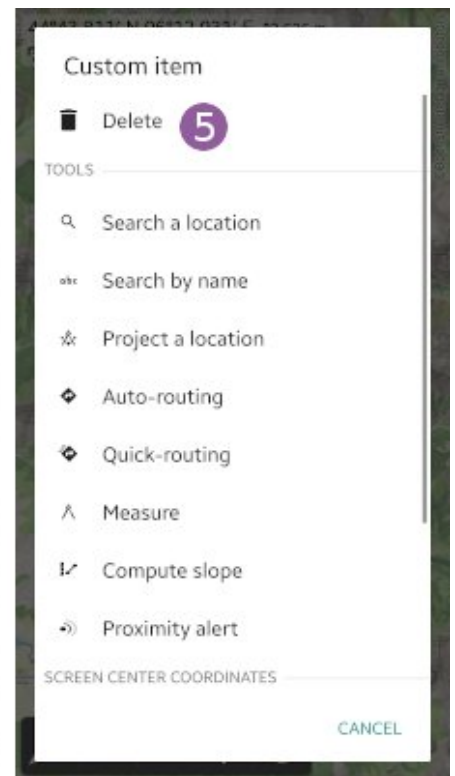 Custom item
Delete 5
TOOLS
Search a location
abc Search by name
Project a location
Auto-routing
Quick-routing
Measure
Compute slope
Proximity alert
SCREEN CENTER COORDINATES
CANCEL